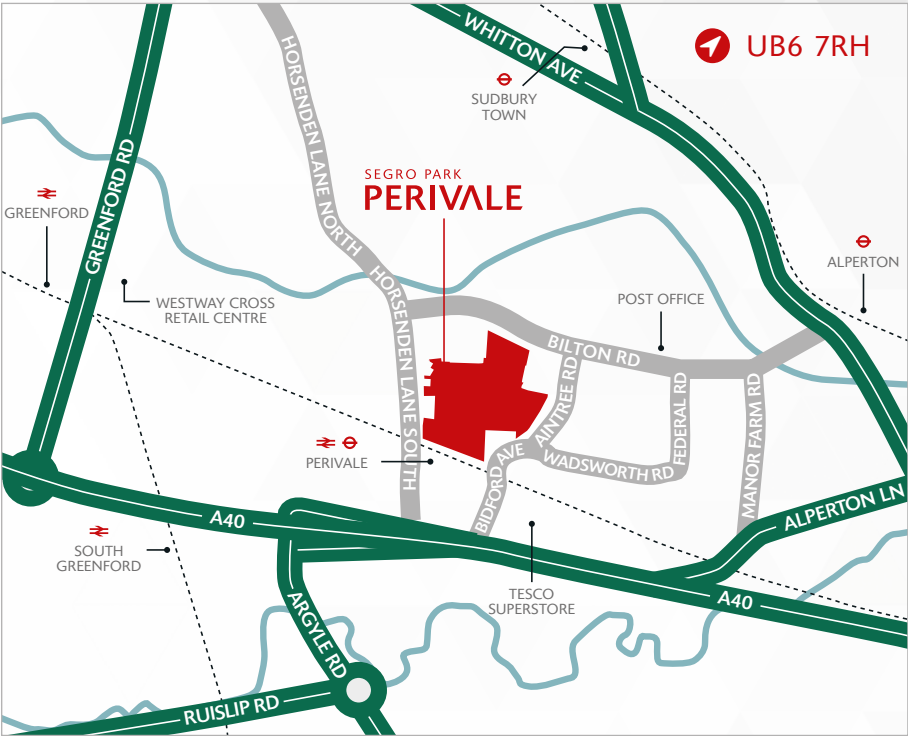 WHITTON AVE
UB6 7RH
HORSENDEN LANE NORTH
SUDBURY
TOWN
GREENFORD RD
SEGRO PARK
PERIVALE
GREENFORD
ALPERTON
HORSENDEN LANE SOUTH
WESTWAY CROSS
RETAIL CENTRE
POST OFFICE
BILTON RD
AINTREE RD
FEDERAL RD
MANOR FARM RD
PERIVALE
BIDFORD AVE
WADSWORTH RD
ALPERTON LN
A40
SOUTH
GREENFORD
TESCO
SUPERSTORE
A40
ARGYLE RD
RUISLIP RD